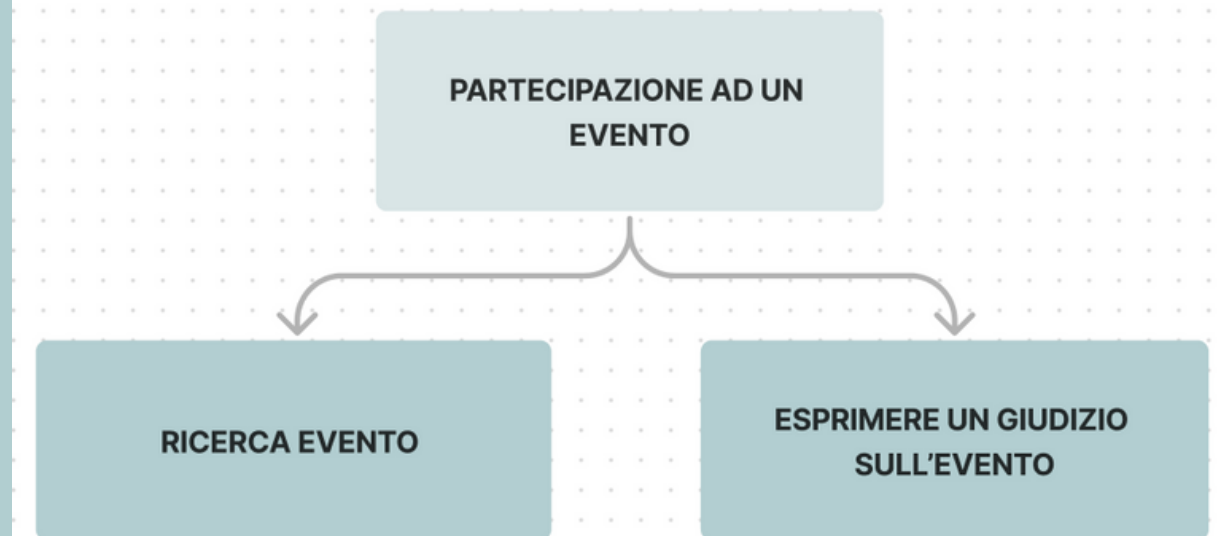 PARTECIPAZIONE AD UN
EVENTO
RICERCA EVENTO
ESPRIMERE UN GIUDIZIO
SULL’EVENTO